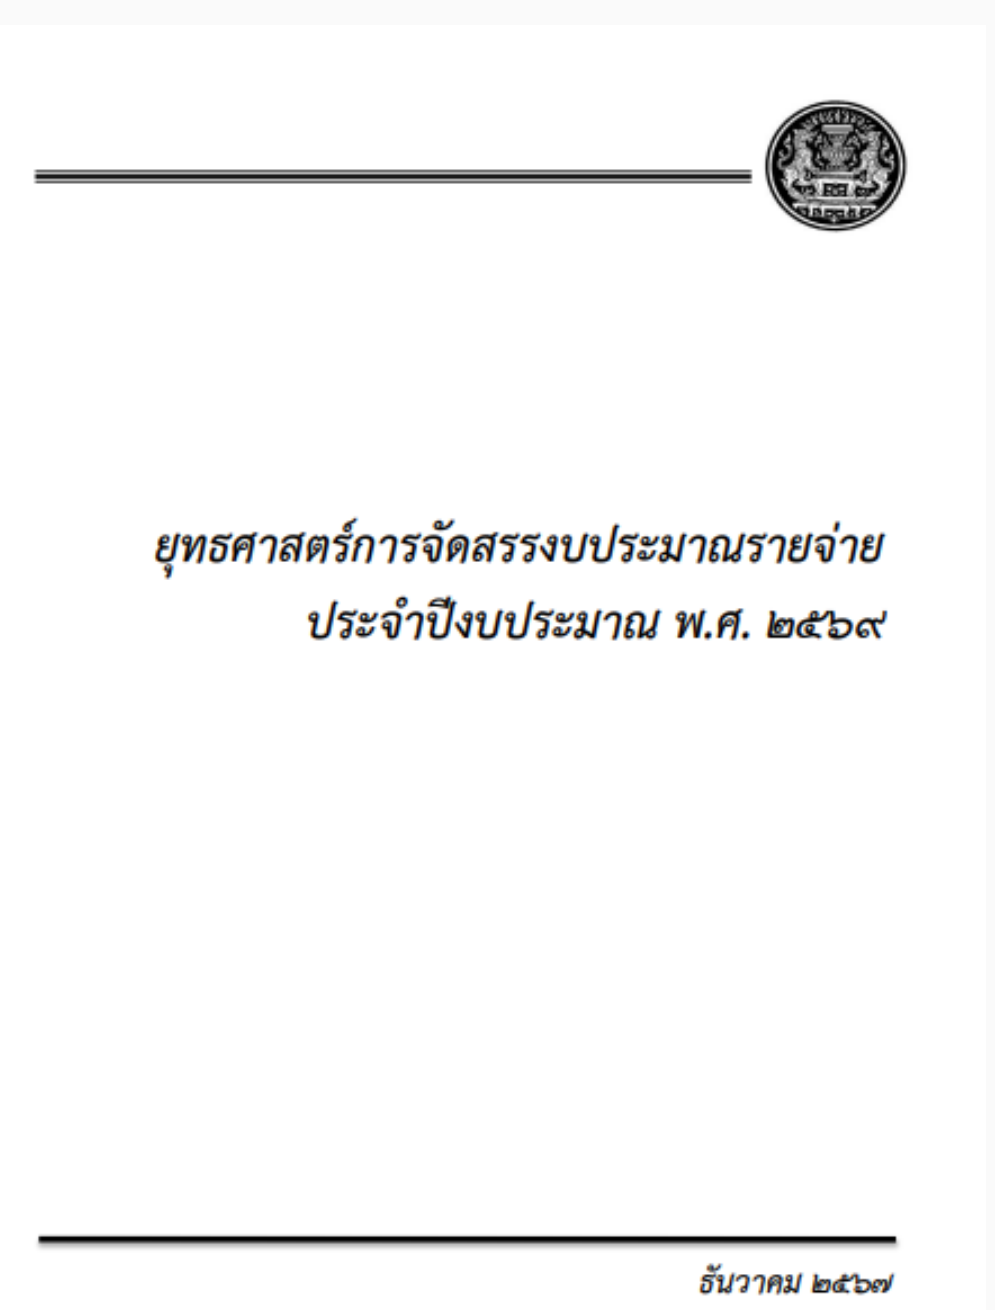 ยุทธศาสตร์การจัดสรรงบประมาณรายจ่าย
ประจำปีงบประมาณ พ.ศ. ๒๕๖๙
ธันวาคม ๒๕๖๗